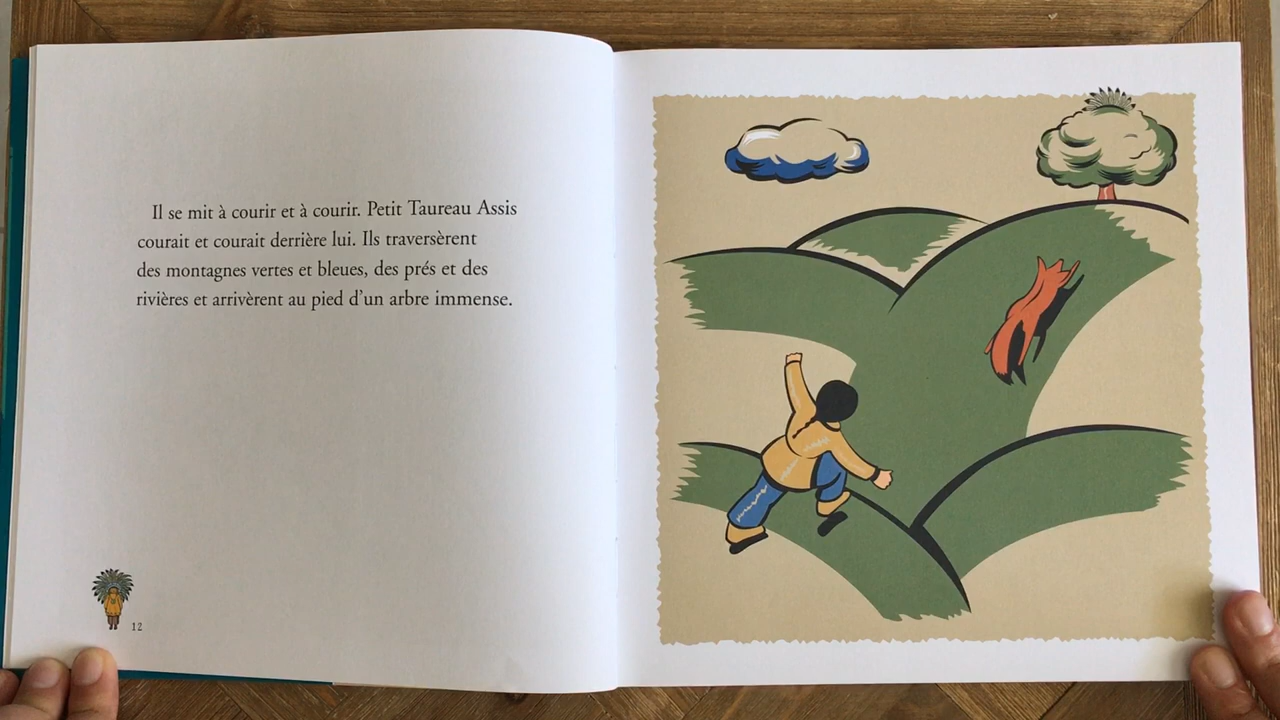 Il se mit à courir et à courir. Petit Taureau Assis
courait et courait derrière lui. Ils traversèrent
des montagnes vertes et bleues, des prés et des
rivières et arrivèrent au pied d'un arbre immense.
12